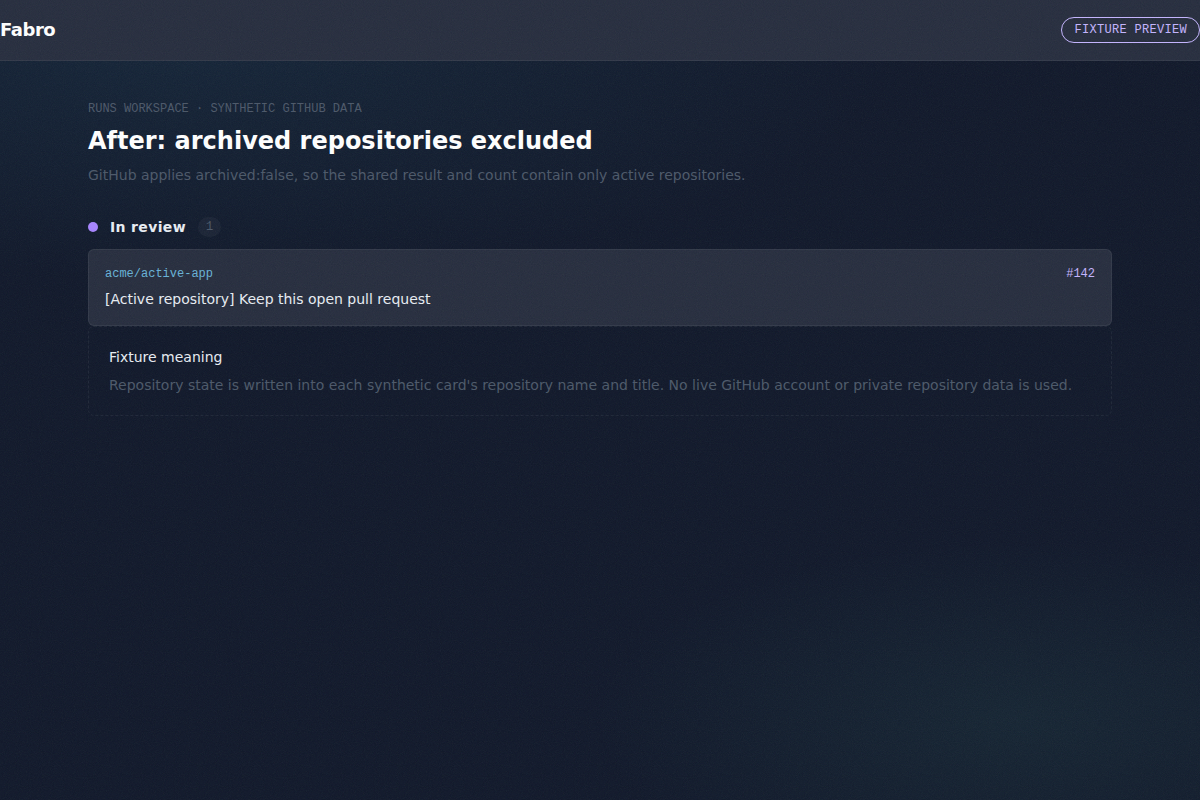 Fabro
FIXTURE PREVIEW
RUNS WORKSPACE · SYNTHETIC GITHUB DATA
After: archived repositories excluded
GitHub applies archived:false, so the shared result and count contain only active repositories.
In review 1
acme/active-app #142
[Active repository] Keep this open pull request
Fixture meaning
Repository state is written into each synthetic card's repository name and title. No live GitHub account or private repository data is used.